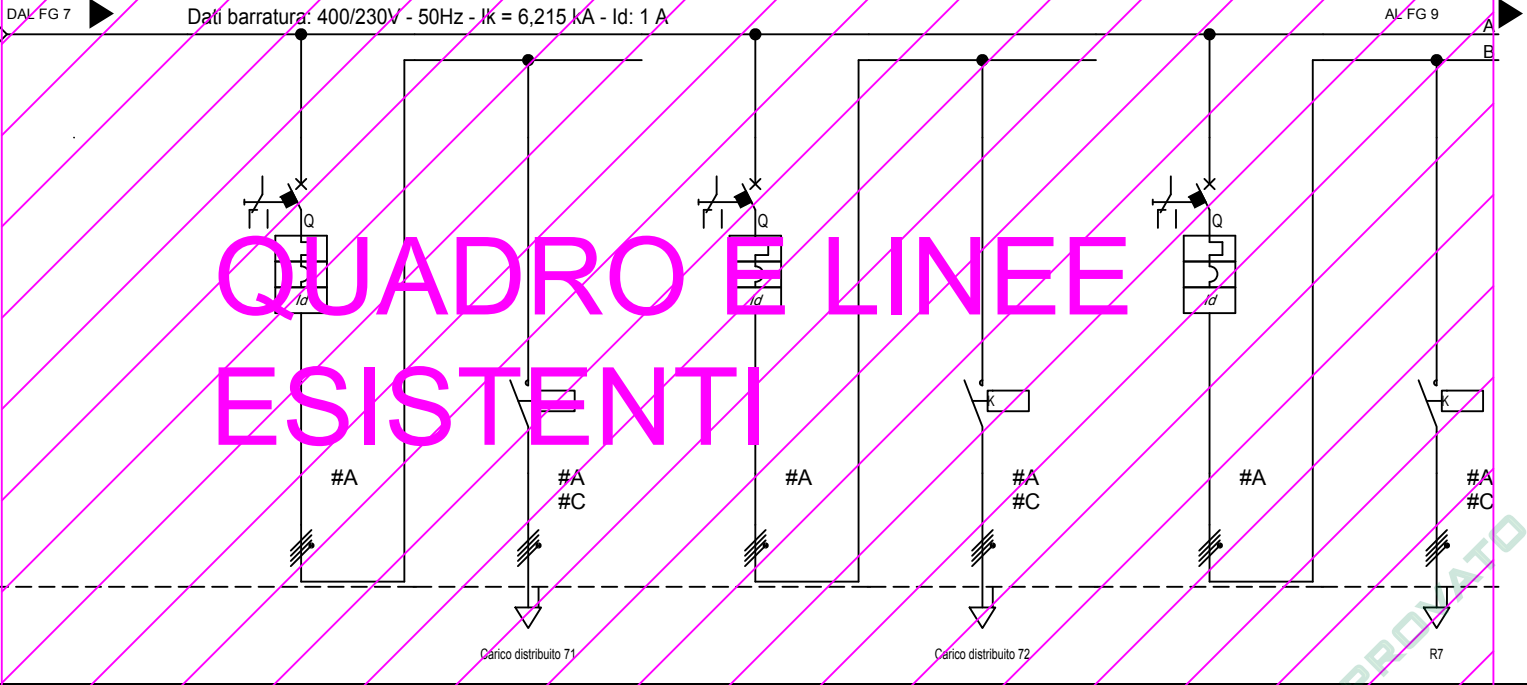 DAL FG 7
Dati barratura: 400/230V - 50Hz - Ik = 6,215 kA - Id: 1 A
AL FG 9
A
B
Q
Q
Q
Id
Id
Id
QUADRO E LINEE
ESISTENTI
K
K
#A
#A
#C
#A
#A
#C
#A
#A
#C
Carico distribuito 71
Carico distribuito 72
R7
PROVATO